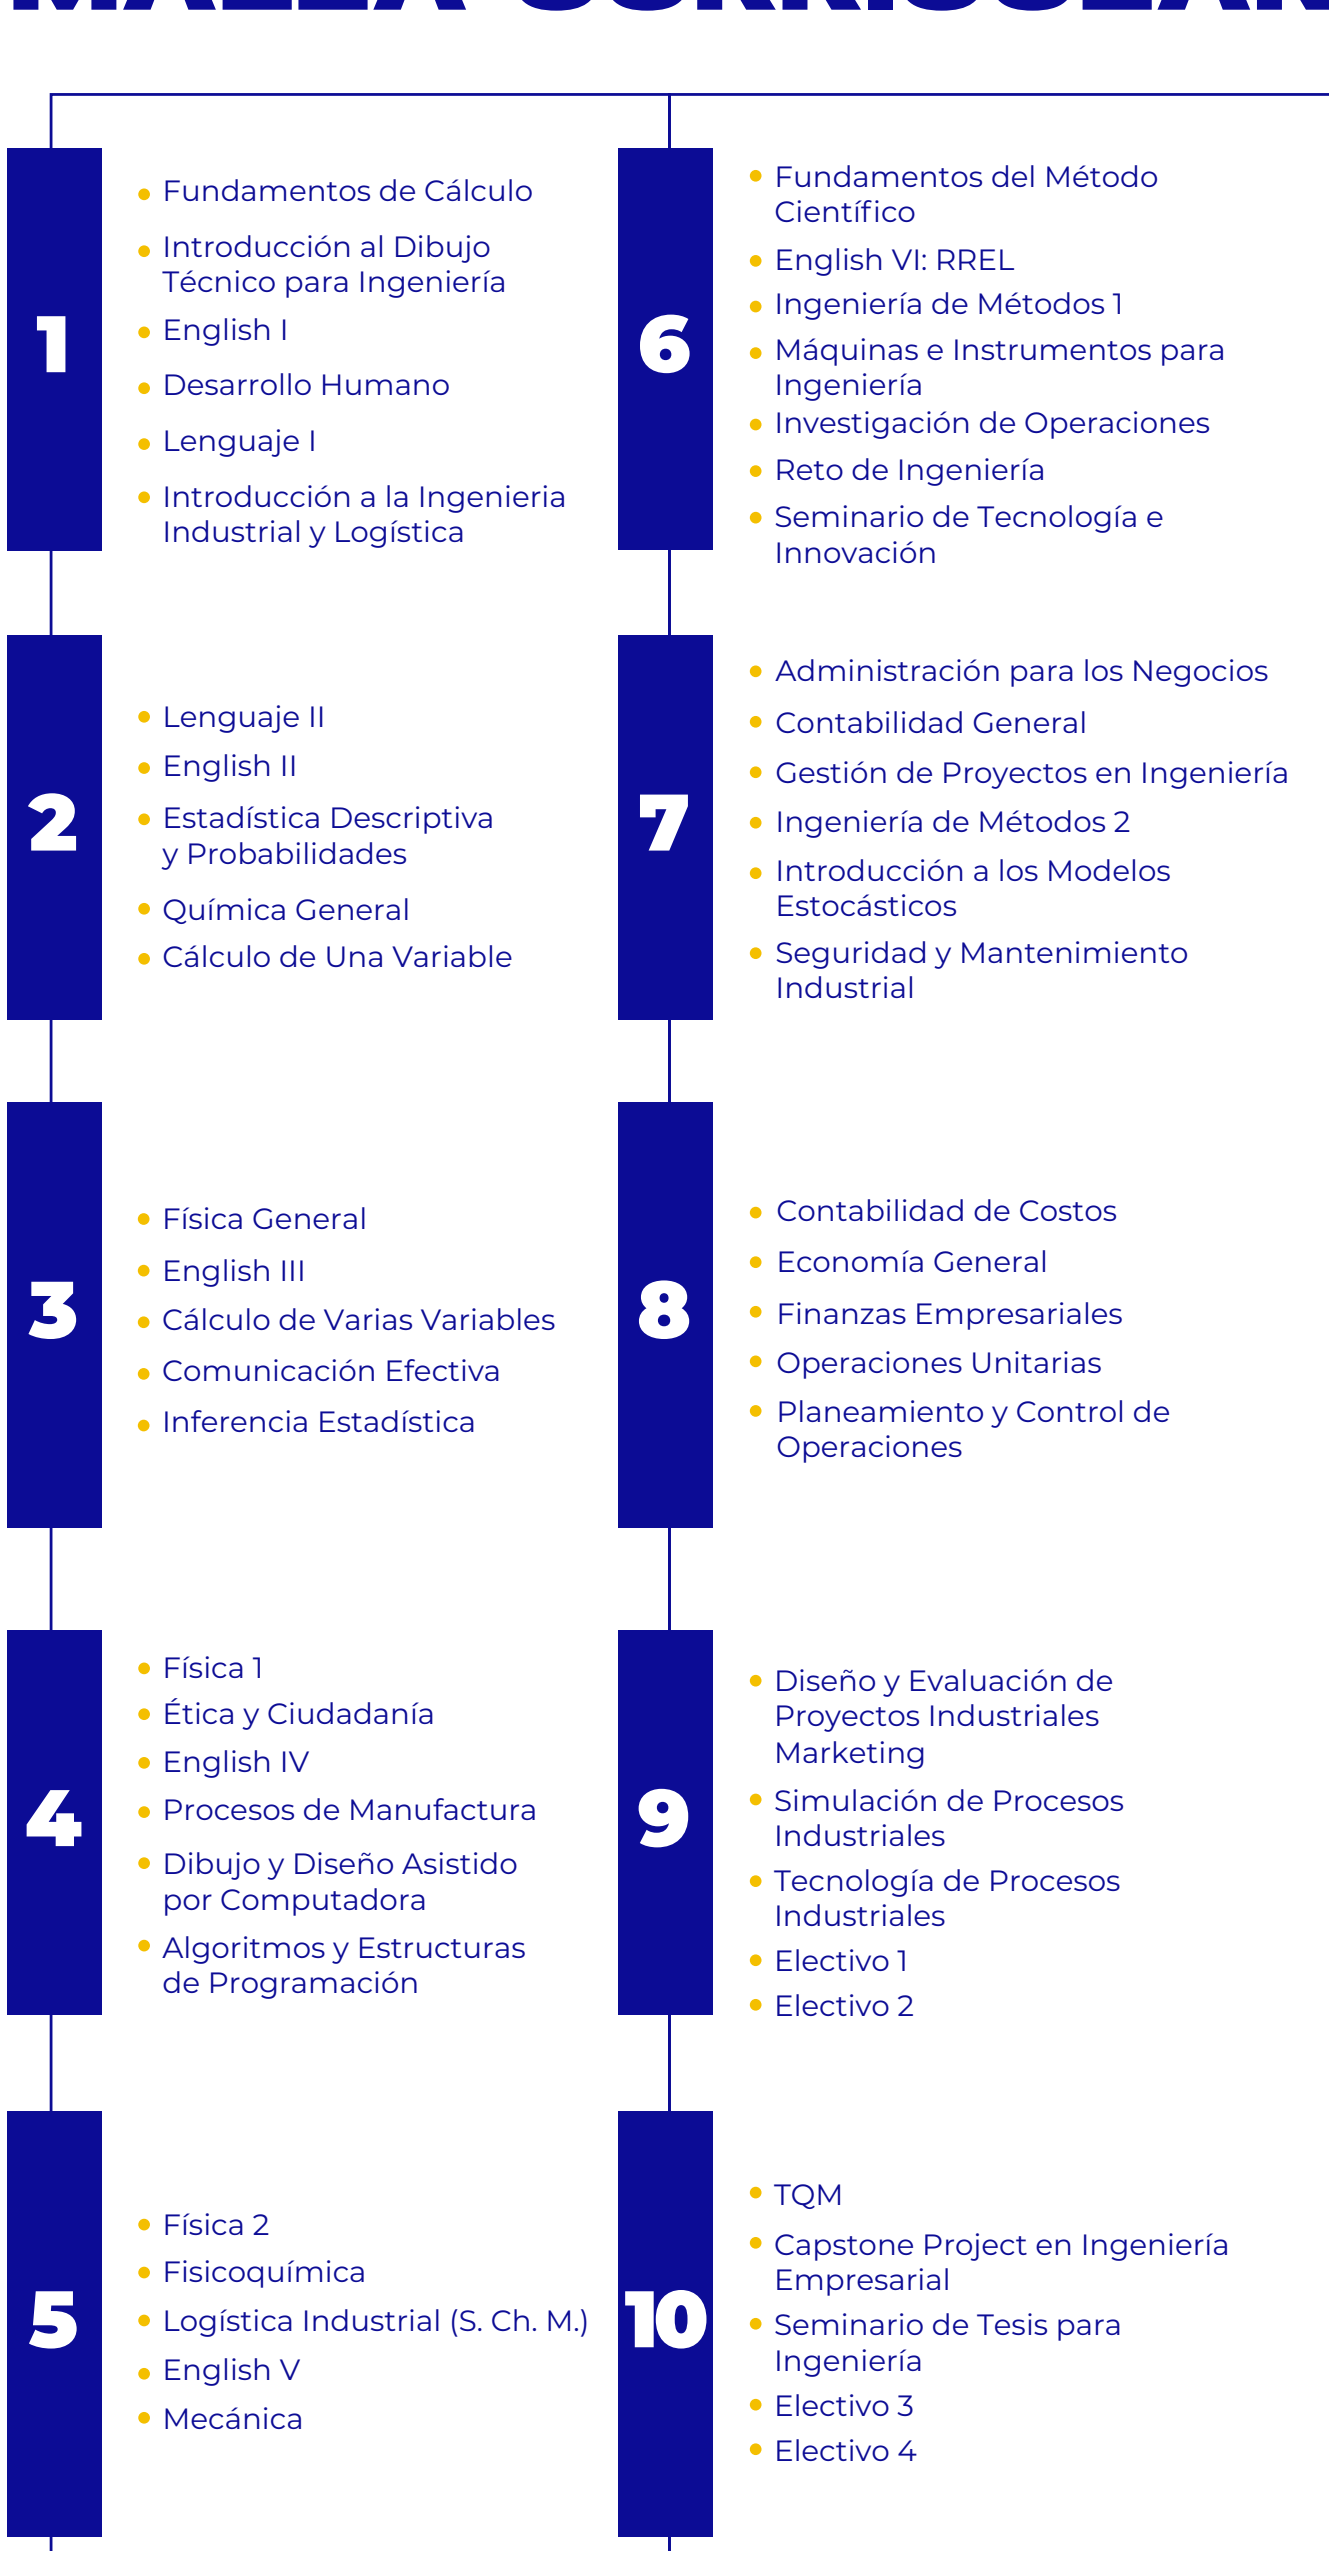 MALLA CURRICULAR
1
Fundamentos de Cálculo
Introducción al Dibujo
Técnico para Ingeniería
English I
Desarrollo Humano
Lenguaje I
Introducción a la Ingenieria
Industrial y Logística
2
Lenguaje II
English II
Estadística Descriptiva
y Probabilidades
Química General
Cálculo de Una Variable
3
Física General
English III
Cálculo de Varias Variables
Comunicación Efectiva
Inferencia Estadística
4
Física 1
Ética y Ciudadanía
English IV
Procesos de Manufactura
Dibujo y Diseño Asistido
por Computadora
Algoritmos y Estructuras
de Programación
5
Física 2
Fisicoquímica
Logística Industrial (S. Ch. M.)
English V
Mecánica
6
Fundamentos del Método
Científico
English VI: RREL
Ingeniería de Métodos 1
Máquinas e Instrumentos para
Ingeniería
Investigación de Operaciones
Reto de Ingeniería
Seminario de Tecnología e
Innovación
7
Administración para los Negocios
Contabilidad General
Gestión de Proyectos en Ingeniería
Ingeniería de Métodos 2
Introducción a los Modelos
Estocásticos
Seguridad y Mantenimiento
Industrial
8
Contabilidad de Costos
Economía General
Finanzas Empresariales
Operaciones Unitarias
Planeamiento y Control de
Operaciones
9
Diseño y Evaluación de
Proyectos Industriales
Marketing
Simulación de Procesos
Industriales
Tecnología de Procesos
Industriales
Electivo 1
Electivo 2
10
TQM
Capstone Project en Ingeniería
Empresarial
Seminario de Tesis para
Ingeniería
Electivo 3
Electivo 4